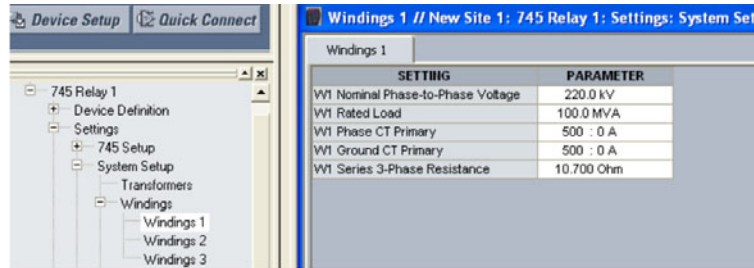 Device Setup
Quick Connect
745 Relay 1
Device Definition
Settings
745 Setup
System Setup
Transformers
Windings
Windings 1
Windings 2
Windings 3
Windings 1 // New Site 1: 745 Relay 1: Settings: System Set
Windings 1
SETTING PARAMETER
W1 Nominal Phase-to-Phase Voltage 220.0 kV
W1 Rated Load 100.0 MVA
W1 Phase CT Primary 500 : 0 A
W1 Ground CT Primary 500 : 0 A
W1 Series 3-Phase Resistance 10.700 Ohm